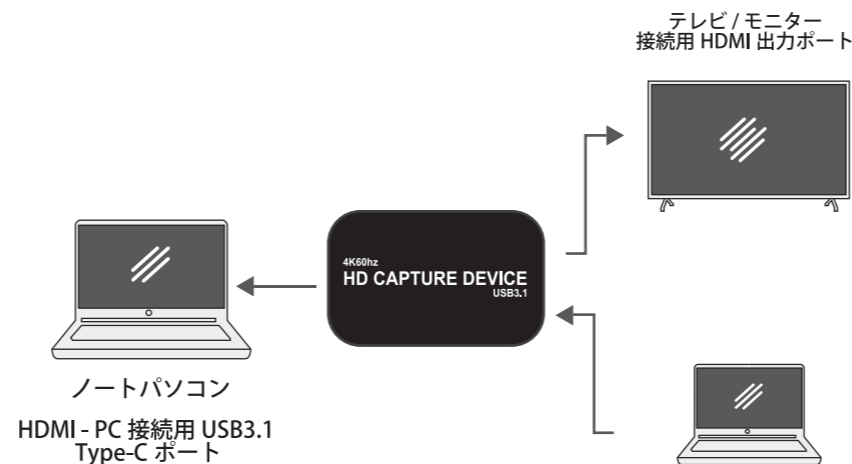 テレビ / モニター
接続用 HDMI 出力ポート
4K60hz
HD CAPTURE DEVICE
USB3.1
ノートパソコン
HDMI - PC 接続用 USB3.1
Type-C ポート